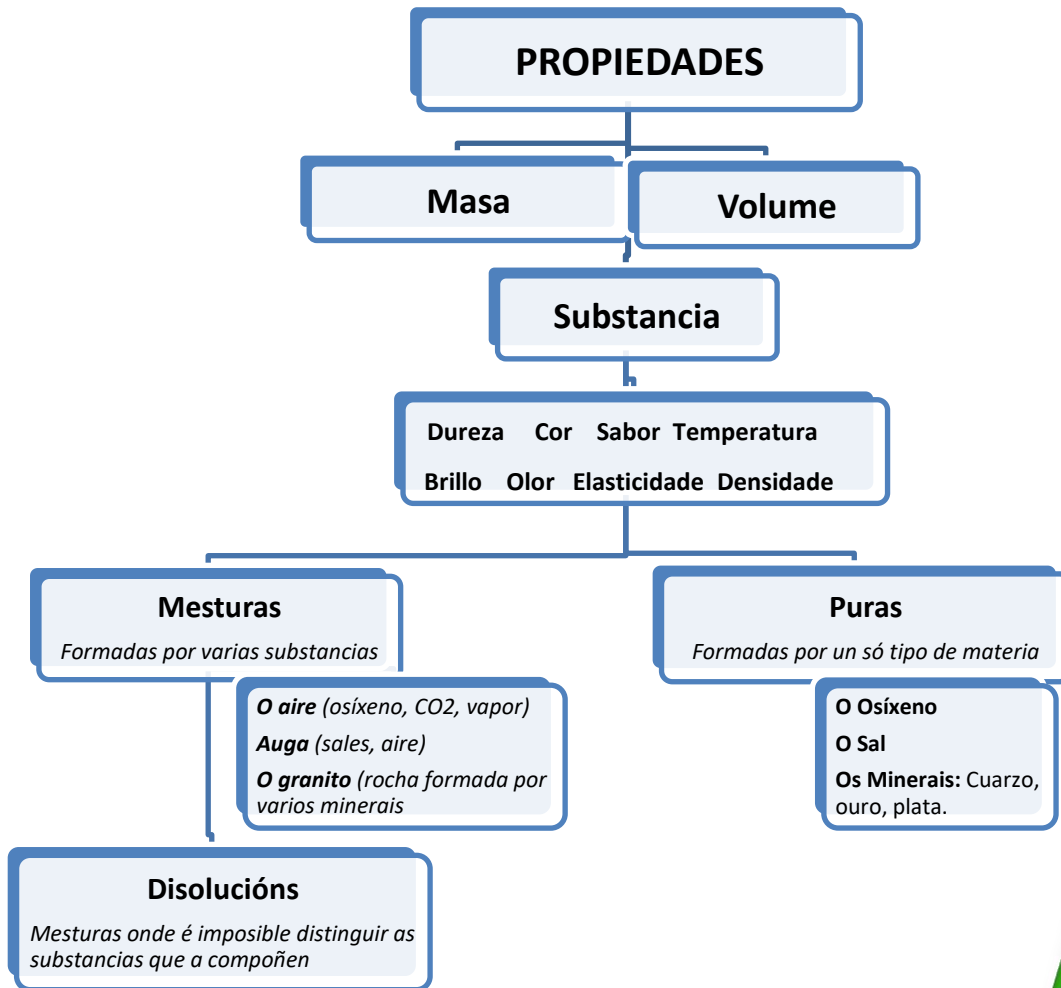 PROPIEDADES
Masa
Volume
Substancia
Dureza Cor Sabor Temperatura
Brillo Olor Elasticidade Densidade
Mesturas
Formadas por varias substancias
O aire (osíxeno, CO2, vapor)
Auga (sales, aire)
O granito (rocha formada por
varios minerais
Puras
Formadas por un só tipo de materia
O Osíxeno
O Sal
Os Minerais: Cuarzo,
ouro, plata.
Disolucións
Mesturas onde é imposible distinguir as
substancias que a compoñen